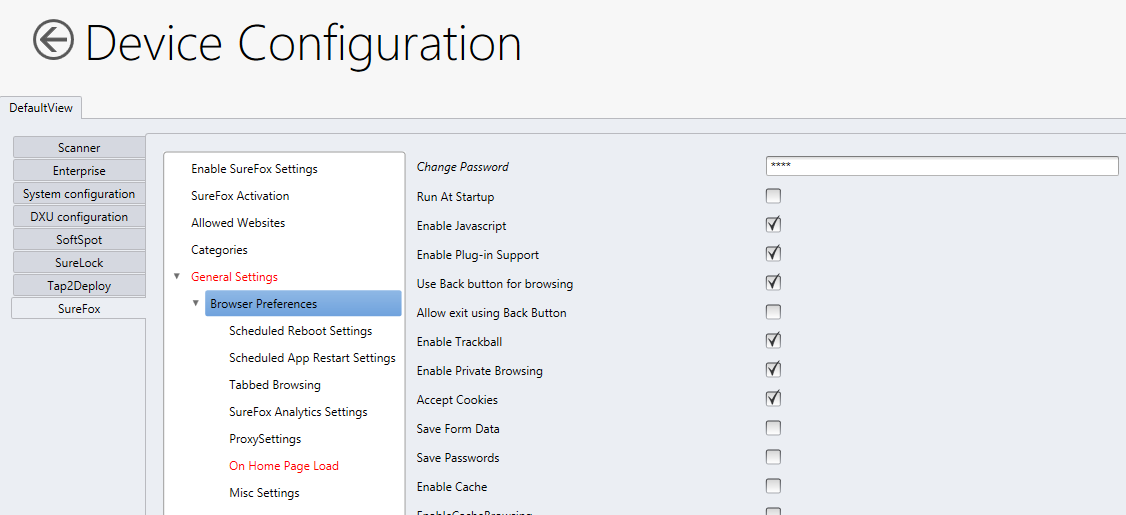 Device Configuration
DefaultView
Scanner
Enterprise
System configuration
DXU configuration
SoftSpot
SureLock
Tap2Deploy
SureFox
Enable SureFox Settings
SureFox Activation
Allowed Websites
Categories
General Settings
Browser Preferences
Scheduled Reboot Settings
Scheduled App Restart Settings
Tabbed Browsing
SureFox Analytics Settings
ProxySettings
On Home Page Load
Misc Settings
Change Password ****
Run At Startup
Enable Javascript
Enable Plug-in Support
Use Back button for browsing
Allow exit using Back Button
Enable Trackball
Enable Private Browsing
Accept Cookies
Save Form Data
Save Passwords
Enable Cache
EnableCacheBrowsing